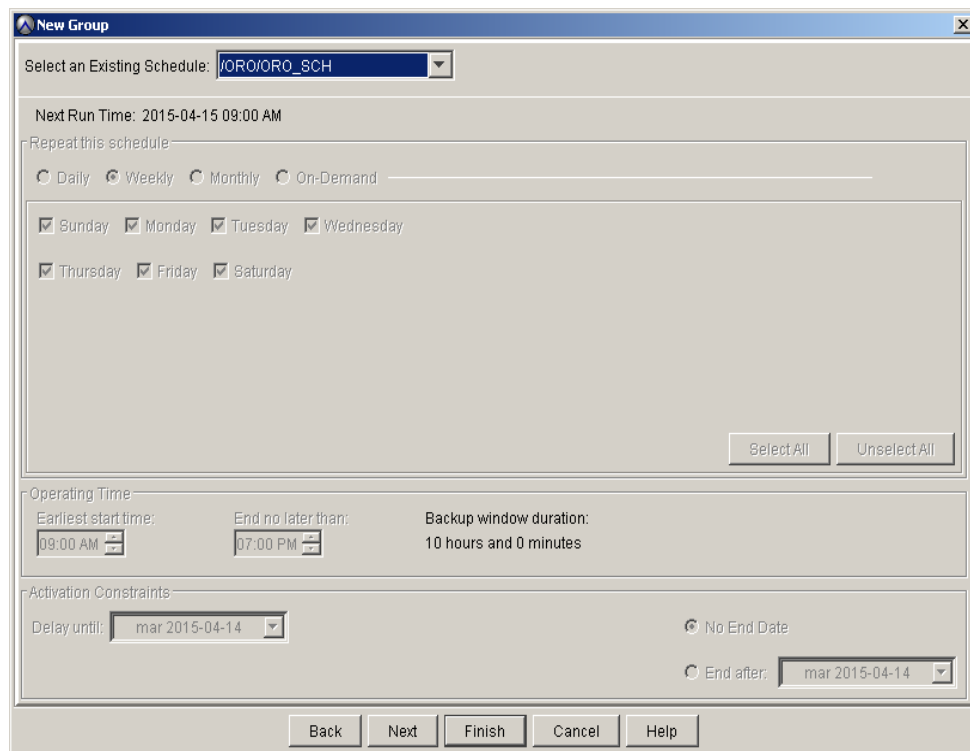 New Group
Select an Existing Schedule: /ORO/ORO_SCH
Next Run Time: 2015-04-15 09:00 AM
Repeat this schedule
Daily Weekly Monthly On-Demand
Sunday Monday Tuesday Wednesday
Thursday Friday Saturday
Select All Unselect All
Operating Time
Earliest start time: End no later than: Backup window duration:
09:00 AM 07:00 PM 10 hours and 0 minutes
Activation Constraints
Delay until: mar 2015-04-14 No End Date
End after: mar 2015-04-14
Back Next Finish Cancel Help